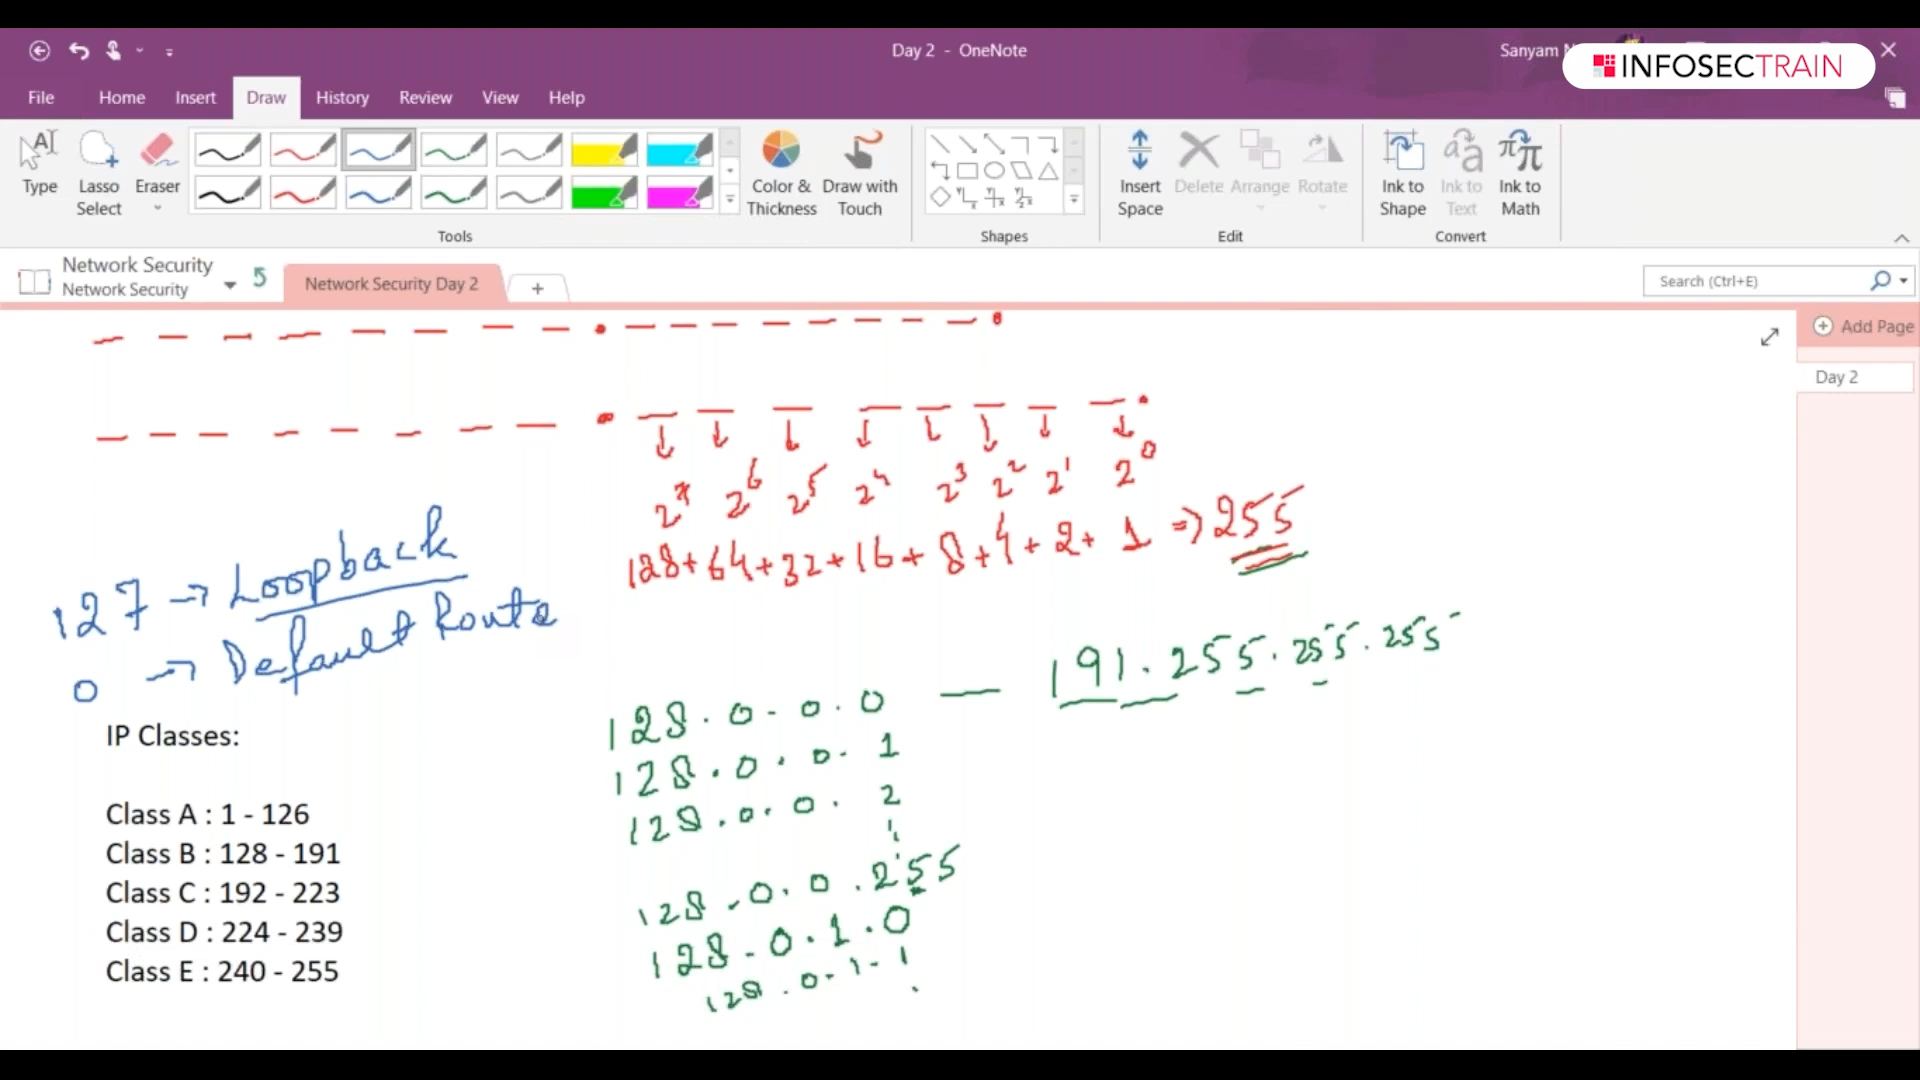 Day 2 - OneNote
Sanyam
INFOSECTRAIN
File Home Insert Draw History Review View Help
Type
Lasso Select
Eraser
Color & Thickness
Draw with Touch
Insert Space
Delete
Arrange
Rotate
Ink to Shape
Ink to Text
Ink to Math
Tools
Shapes
Edit
Convert
Network Security
Network Security
Network Security Day 2
+
Search (Ctrl+E)
Add Page
Day 2
2^7 2^6 2^5 2^4 2^3 2^2 2^1 2^0
128+64+32+16+8+4+2+1 => 255
127 -> Loopback
0 -> Default Route
128.0.0.0 — 191.255.255.255
128.0.0.1
128.0.0.2
128.0.0.255
128.0.1.0
128.0.1.1
IP Classes:
Class A : 1 - 126
Class B : 128 - 191
Class C : 192 - 223
Class D : 224 - 239
Class E : 240 - 255